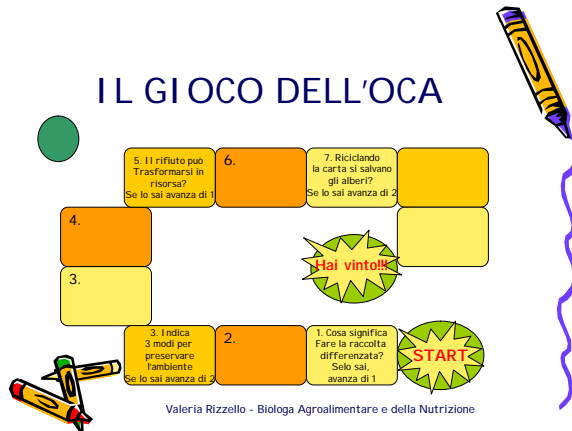 IL GIOCO DELL'OCA
5. Il rifiuto può
Trasformarsi in
risorsa?
Se lo sai avanza di 1
6.
7. Riciclando
la carta si salvano
gli alberi?
Se lo sai avanza di 2
4.
3.
Hai vinto!!!
3. Indica
3 modi per
preservare
l'ambiente
Se lo sai avanza di 2
2.
1. Cosa significa
Fare la raccolta
differenzata?
Selo sai,
avanza di 1
START
Valeria Rizzello - Biologa Agroalimentare e della Nutrizione